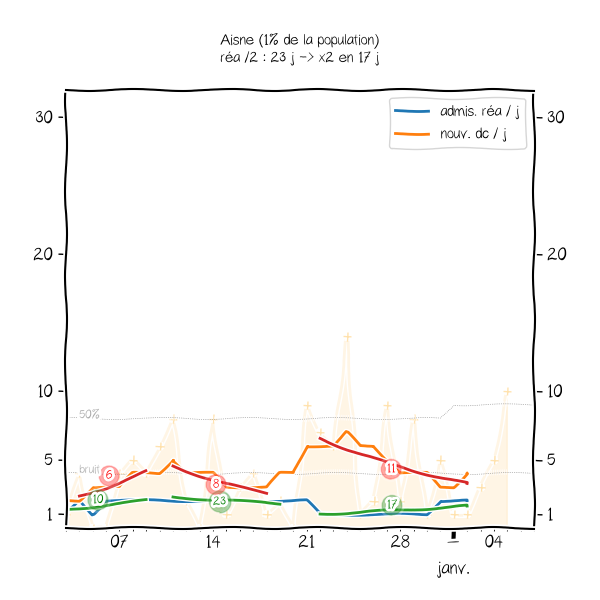 Aisne (1% de la population)
réa /2 : 23 j -> x2 en 17 j
admis. réa / j
nouv. dc / j
30 30
20 20
10 10
50%
5 5
bruit
6
8
11
10
23
17
1 1
07 14 21 28 1 04
janv.